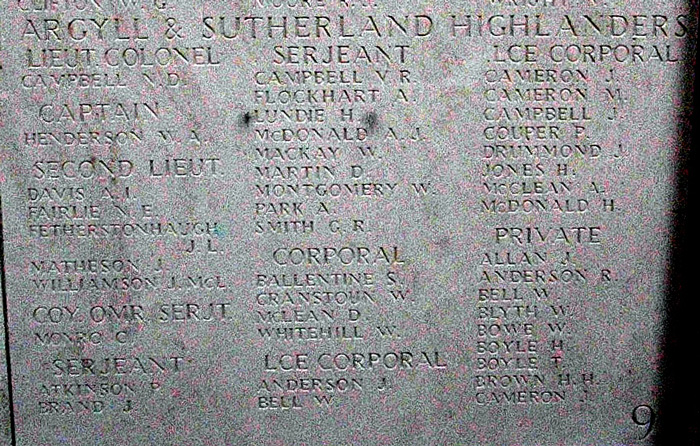 CLIFTON W. G.
MOORE R. I.
WRIGHT
ARGYLL & SUTHERLAND HIGHLANDERS
LIEUT. COLONEL
CAMPBELL N.D.
CAPTAIN
HENDERSON W. A.
SECOND LIEUT.
DAVIS A. I.
FAIRLIE N. E.
FETHERSTONHAUGH
J. L.
MATHESON J.
WILLIAMSON J. McL.
COY. QMR. SERJT.
MONRO C.
SERJEANT
ATKINSON P.
BRAND J.
SERJEANT
CAMPBELL V. R.
FLOCKHART A.
LUNDIE H.
McDONALD A. J.
MACKAY W.
MARTIN D.
MONTGOMERY W.
PARK A.
SMITH G. R.
CORPORAL
BALLENTINE S.
CRANSTOUN W.
McLEAN D.
WHITEHILL W.
LCE. CORPORAL
ANDERSON J.
BELL W.
LCE. CORPORAL
CAMERON J.
CAMERON M.
CAMPBELL J.
COUPER P.
DRUMMOND J.
JONES H.
McCLEAN A.
McDONALD H.
PRIVATE
ALLAN J.
ANDERSON R.
BELL W.
BLYTH W.
BOWE W.
BOYLE H.
BOYLE T.
BROWN H. H.
CAMERON J.
9